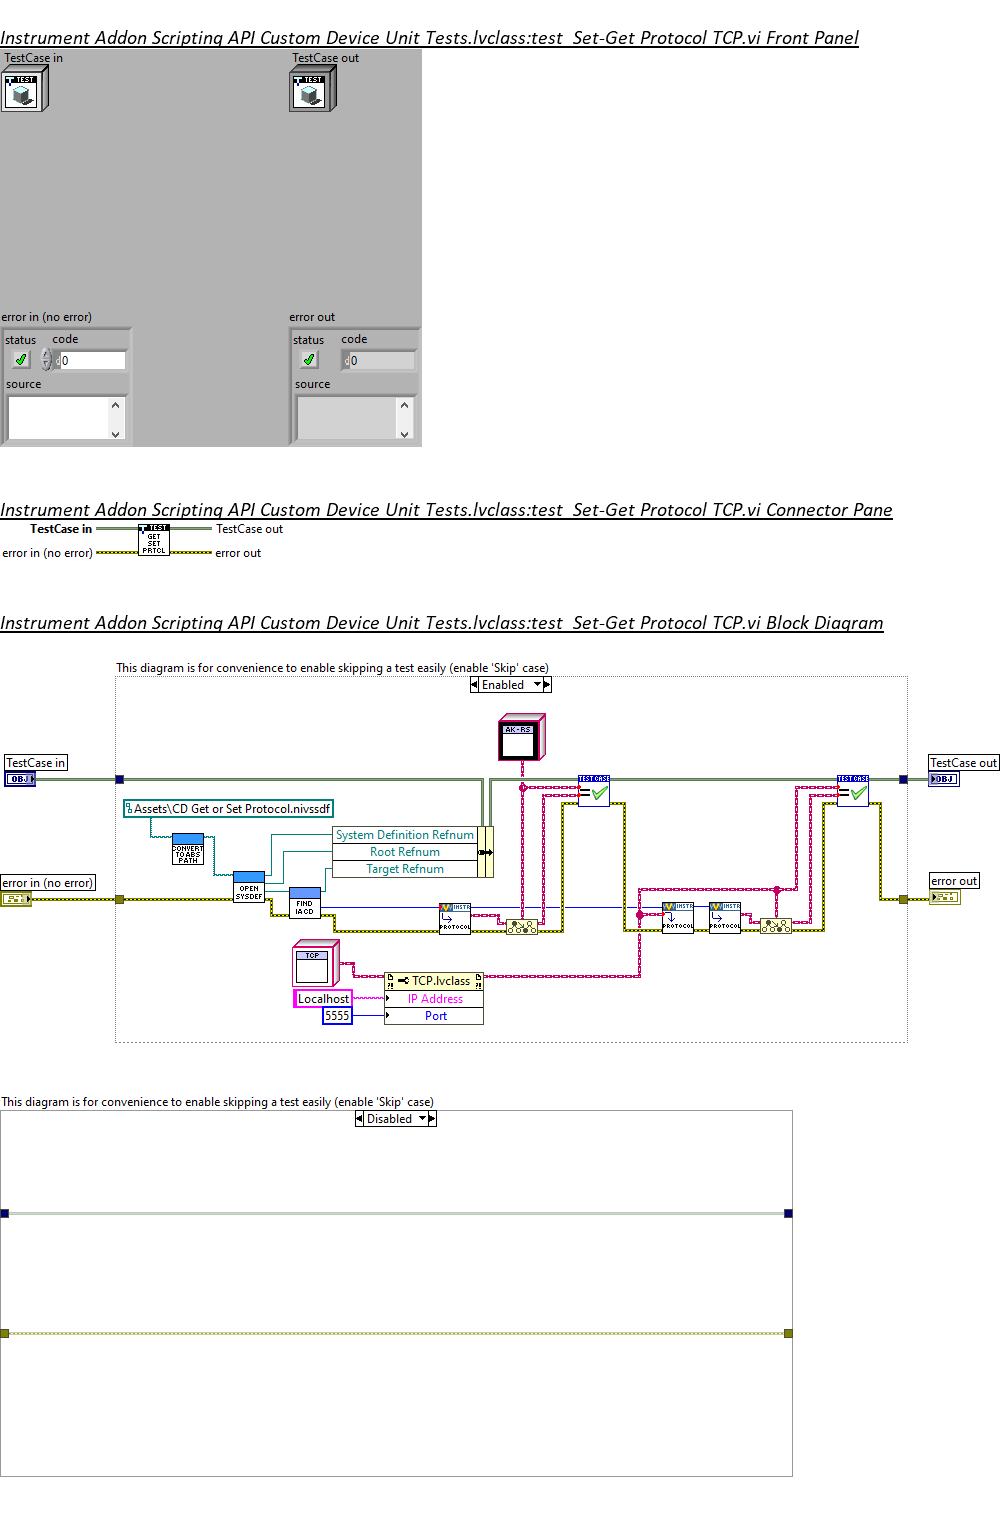 Instrument Addon Scripting API Custom Device Unit Tests.lvclass:test_Set-Get Protocol TCP.vi Front Panel
TestCase in
TestCase out
TEST
TEST
error in (no error)
error out
status
code
status
code
0
0
source
source
Instrument Addon Scripting API Custom Device Unit Tests.lvclass:test_Set-Get Protocol TCP.vi Connector Pane
TestCase in
TEST
GET
SET
PRTCL
TestCase out
error in (no error)
error out
Instrument Addon Scripting API Custom Device Unit Tests.lvclass:test_Set-Get Protocol TCP.vi Block Diagram
This diagram is for convenience to enable skipping a test easily (enable 'Skip' case)
Enabled
AK-RS
TestCase in
OBJ
TEST CASE
TEST CASE
TestCase out
OBJ
Assets\CD Get or Set Protocol.nivssdf
CONVERT
TO ABS
PATH
System Definition Refnum
Root Refnum
Target Refnum
error in (no error)
OPEN
SYSDEF
FIND
IACD
INSTR
PROTOCOL
INSTR
PROTOCOL
INSTR
PROTOCOL
error out
TCP
TCP.lvclass
Localhost
IP Address
5555
Port
This diagram is for convenience to enable skipping a test easily (enable 'Skip' case)
Disabled